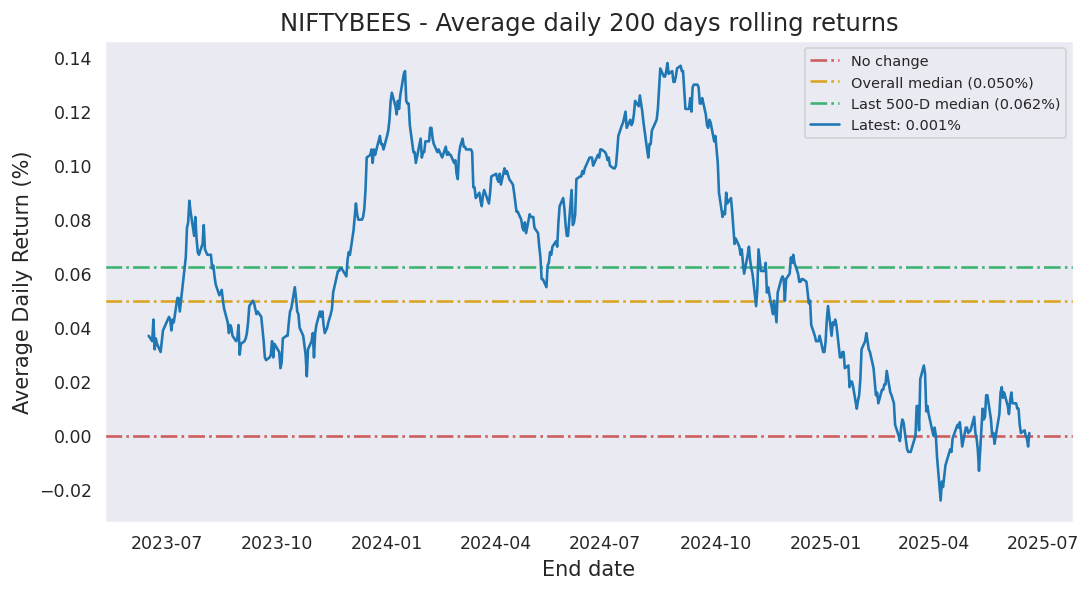 NIFTYBEES - Average daily 200 days rolling returns
No change
Overall median (0.050%)
Last 500-D median (0.062%)
Latest: 0.001%
Average Daily Return (%)
0.14
0.12
0.10
0.08
0.06
0.04
0.02
0.00
−0.02
2023-07 2023-10 2024-01 2024-04 2024-07 2024-10 2025-01 2025-04 2025-07
End date